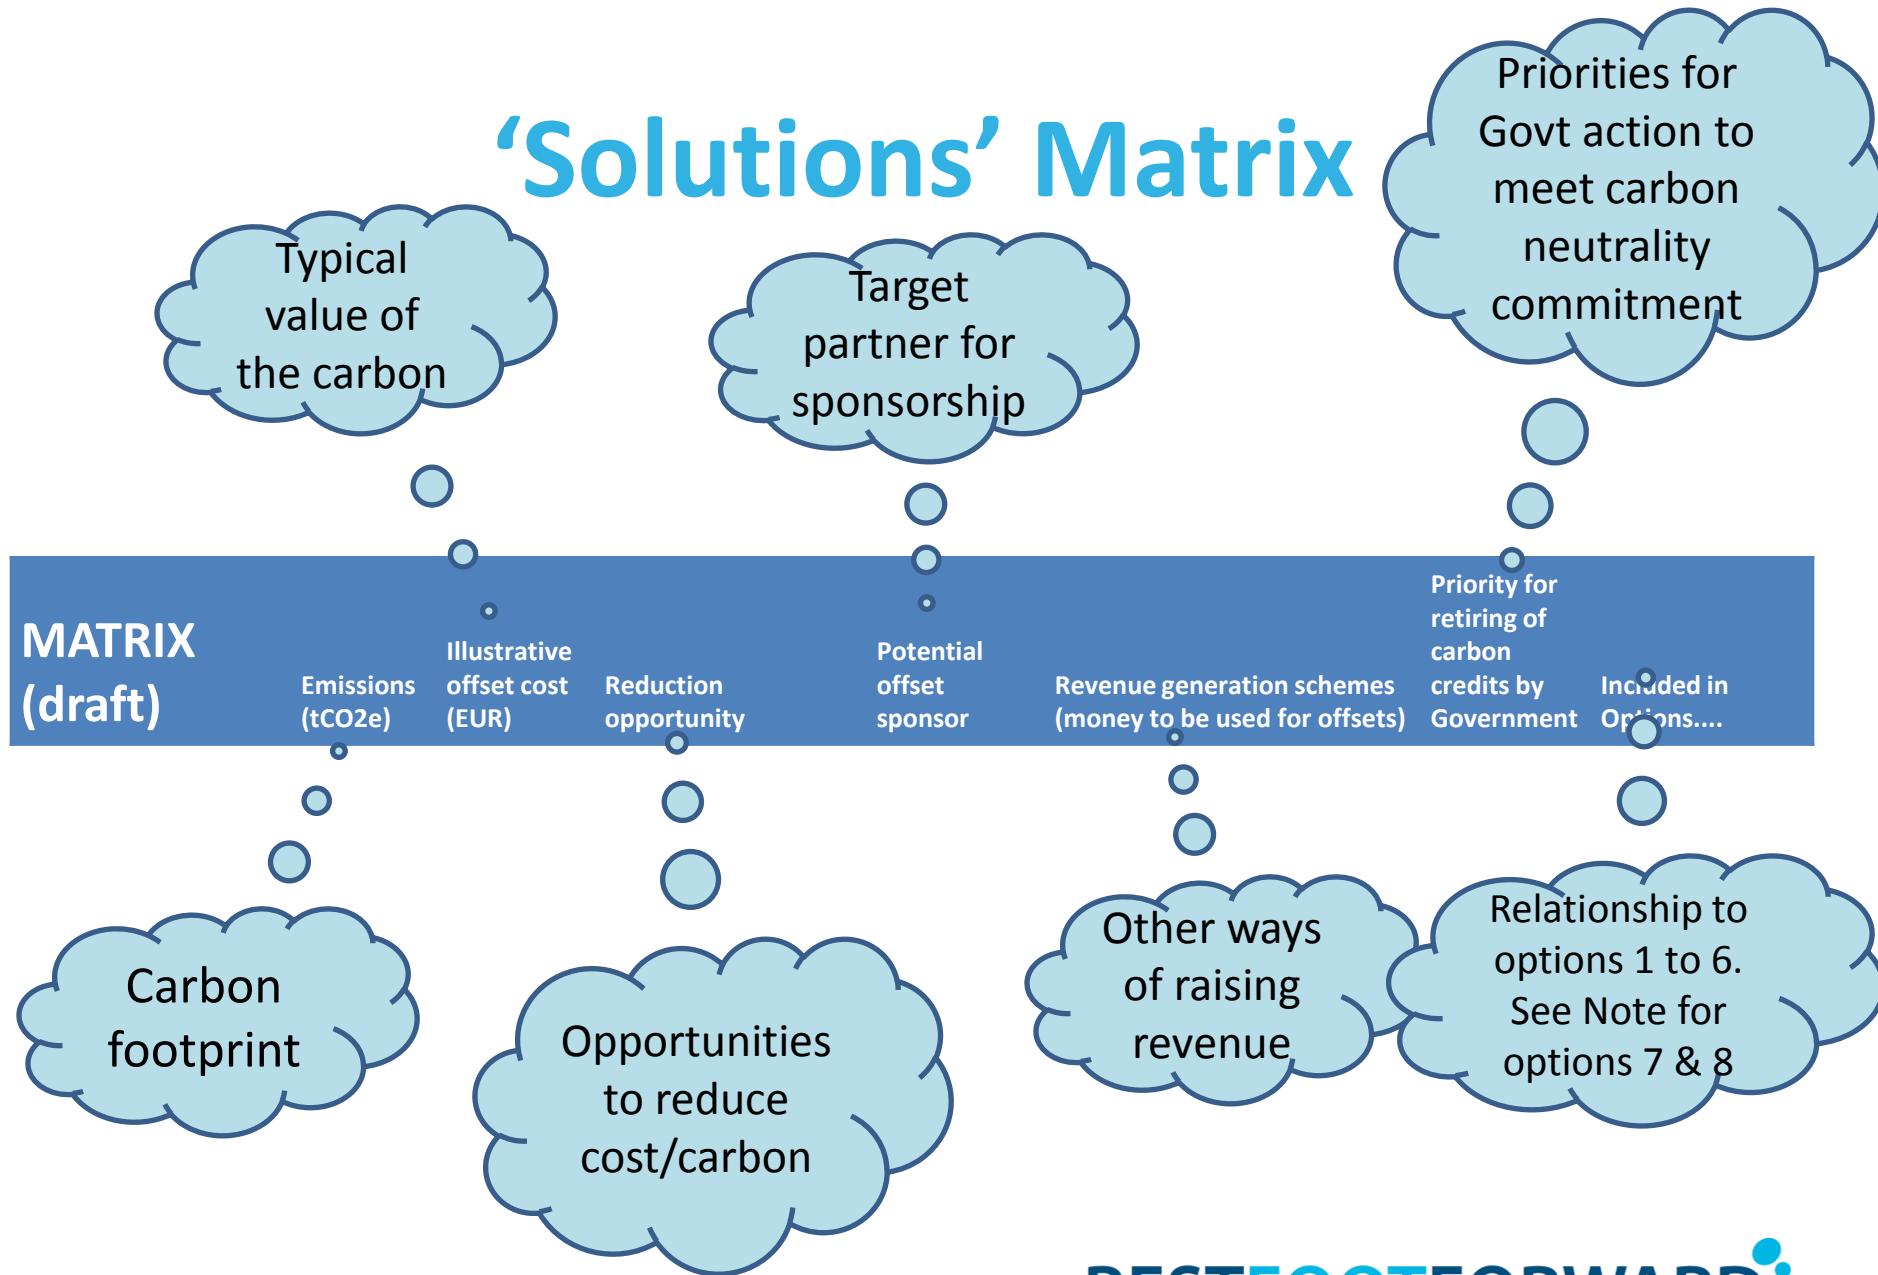 ‘Solutions’ Matrix
Priorities for
Govt action to
meet carbon
neutrality
commitment
Typical
value of
the carbon
Target
partner for
sponsorship
MATRIX
(draft)
Emissions
(tCO2e)
Illustrative
offset cost
(EUR)
Reduction
opportunity
Potential
offset
sponsor
Revenue generation schemes
(money to be used for offsets)
Priority for
retiring of
carbon
credits by
Government
Included in
Options....
Carbon
footprint
Opportunities
to reduce
cost/carbon
Other ways
of raising
revenue
Relationship to
options 1 to 6.
See Note for
options 7 & 8
BESTFOOTFORWARD